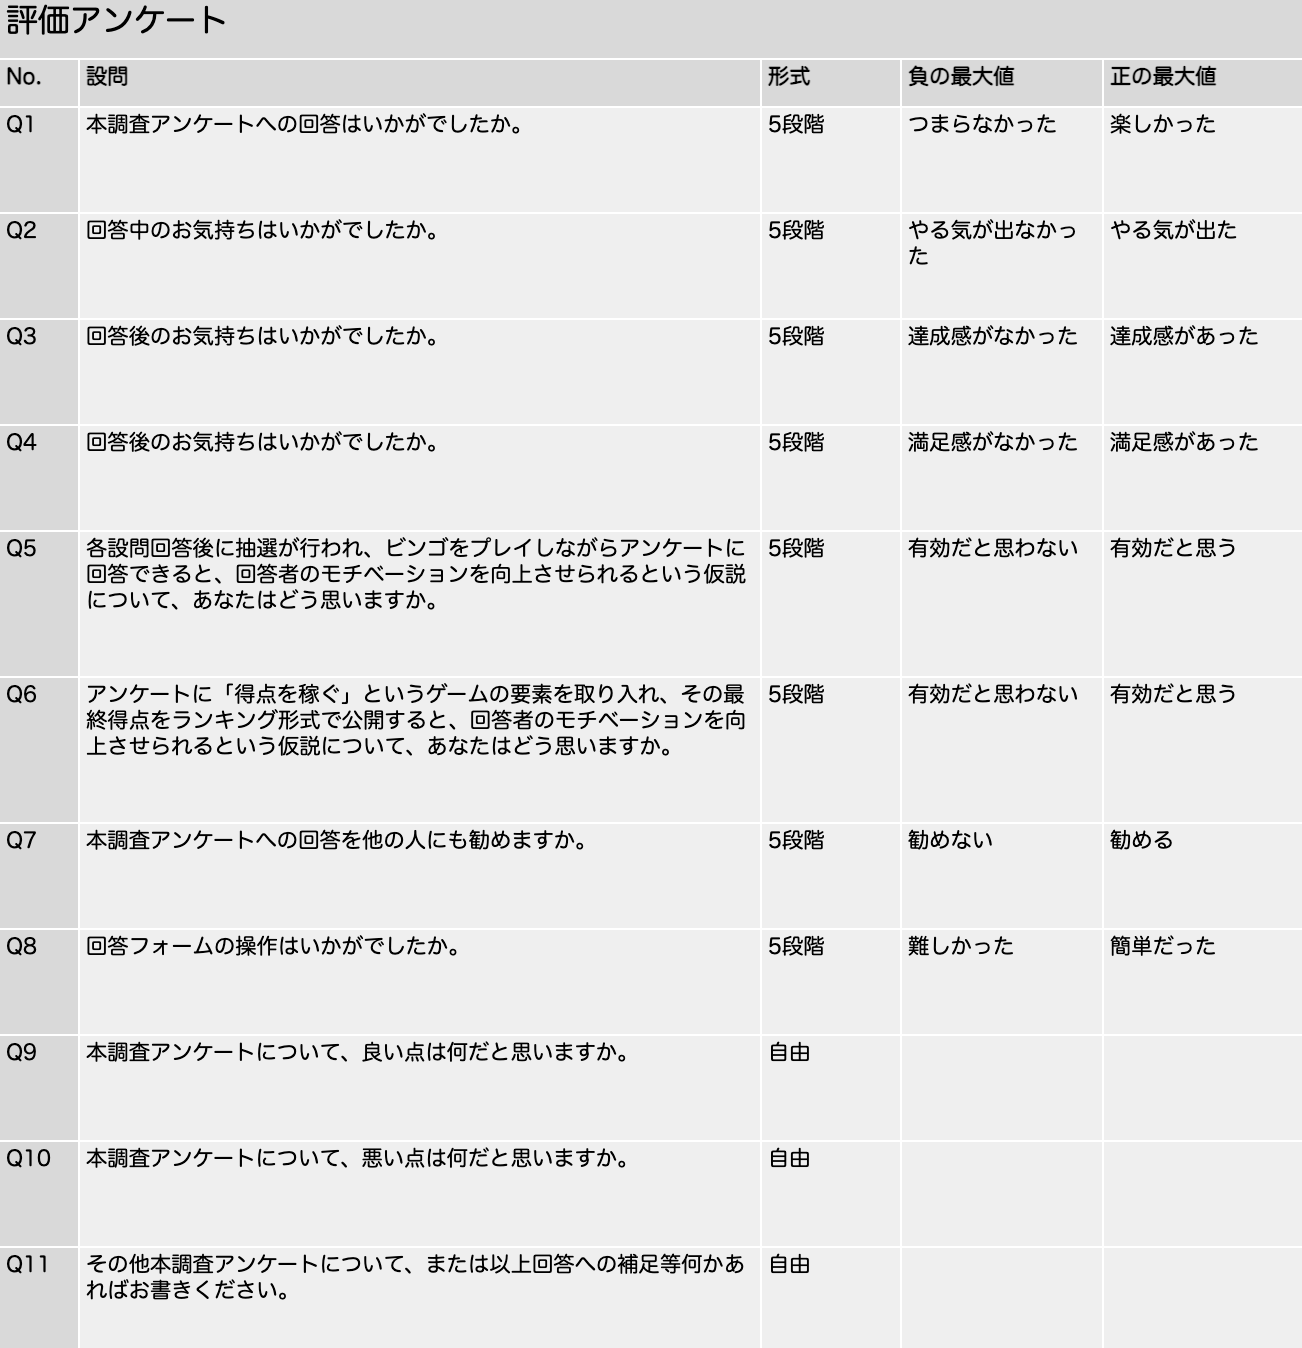 評価アンケート
No. 設問 形式 負の最大値 正の最大値
Q1 本調査アンケートへの回答はいかがでしたか。 5段階 つまらなかった 楽しかった
Q2 回答中のお気持ちはいかがでしたか。 5段階 やる気が出なかっ やる気が出た
た
Q3 回答後のお気持ちはいかがでしたか。 5段階 達成感がなかった 達成感があった
Q4 回答後のお気持ちはいかがでしたか。 5段階 満足感がなかった 満足感があった
Q5 各設問回答後に抽選が行われ、ビンゴをプレイしながらアンケートに 5段階 有効だと思わない 有効だと思う
回答できると、回答者のモチベーションを向上させられるという仮説
について、あなたはどう思いますか。
Q6 アンケートに「得点を稼ぐ」というゲームの要素を取り入れ、その最 5段階 有効だと思わない 有効だと思う
終得点をランキング形式で公開すると、回答者のモチベーションを向
上させられるという仮説について、あなたはどう思いますか。
Q7 本調査アンケートへの回答を他の人にも勧めますか。 5段階 勧めない 勧める
Q8 回答フォームの操作はいかがでしたか。 5段階 難しかった 簡単だった
Q9 本調査アンケートについて、良い点は何だと思いますか。 自由
Q10 本調査アンケートについて、悪い点は何だと思いますか。 自由
Q11 その他本調査アンケートについて、または以上回答への補足等何かあ 自由
ればお書きください。